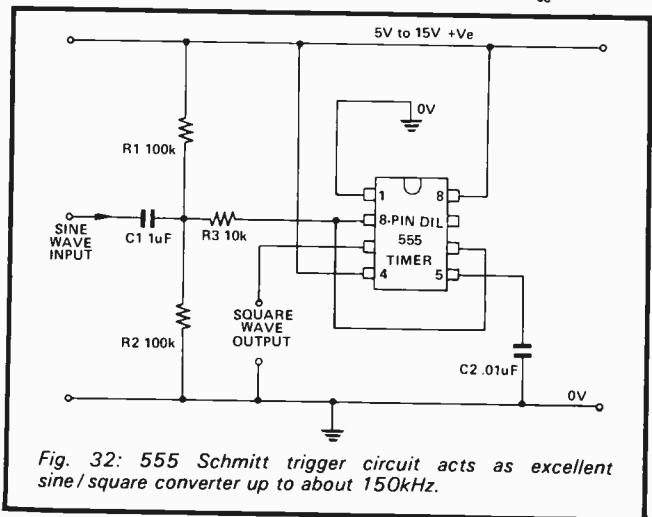 5V to 15V +Ve
0V
R1 100k
1
8
8-PIN DIL
SINE
WAVE
INPUT
C1 1uF
R3 10k
555
TIMER
4
5
SQUARE
WAVE
OUTPUT
R2 100k
C2 .01uF
0V
Fig. 32: 555 Schmitt trigger circuit acts as excellent
sine/square converter up to about 150kHz.